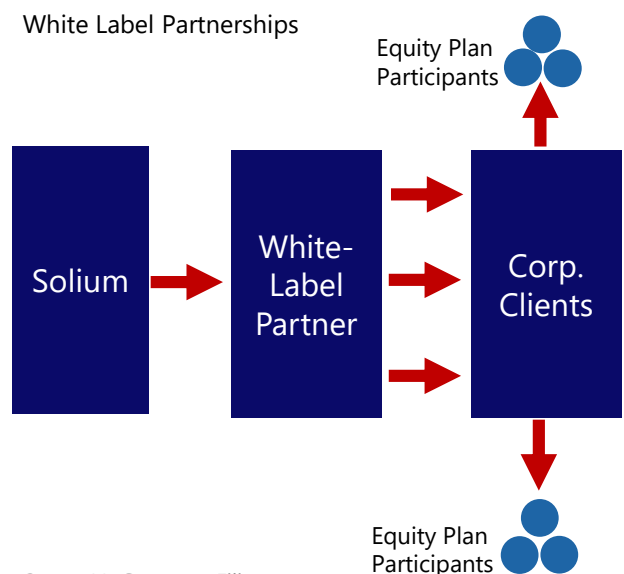 White Label Partnerships
Equity Plan
Participants
Solium
White-
Label
Partner
Corp.
Clients
Equity Plan
Participants